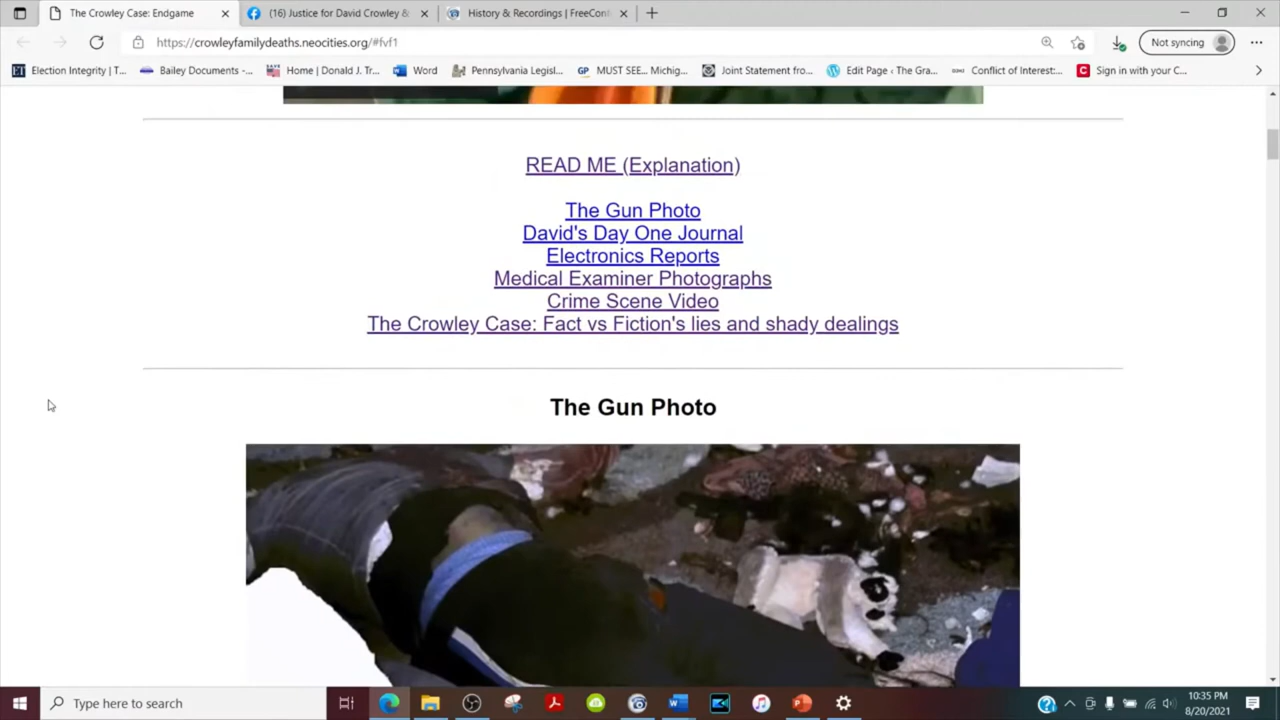 The Crowley Case: Endgame
(16) Justice for David Crowley &
History & Recordings | FreeConf
https://crowleyfamilydeaths.neocities.org/#fvf1
Not syncing
Election Integrity | T...
Bailey Documents -...
Home | Donald J. Tr...
Word
Pennsylvania Legisl...
GP
MUST SEE... Michig...
Joint Statement fro...
Edit Page ‹ The Gra...
Conflict of Interest:...
Sign in with your C...
READ ME (Explanation)
The Gun Photo
David's Day One Journal
Electronics Reports
Medical Examiner Photographs
Crime Scene Video
The Crowley Case: Fact vs Fiction's lies and shady dealings
The Gun Photo
Type here to search
10:35 PM
8/20/2021